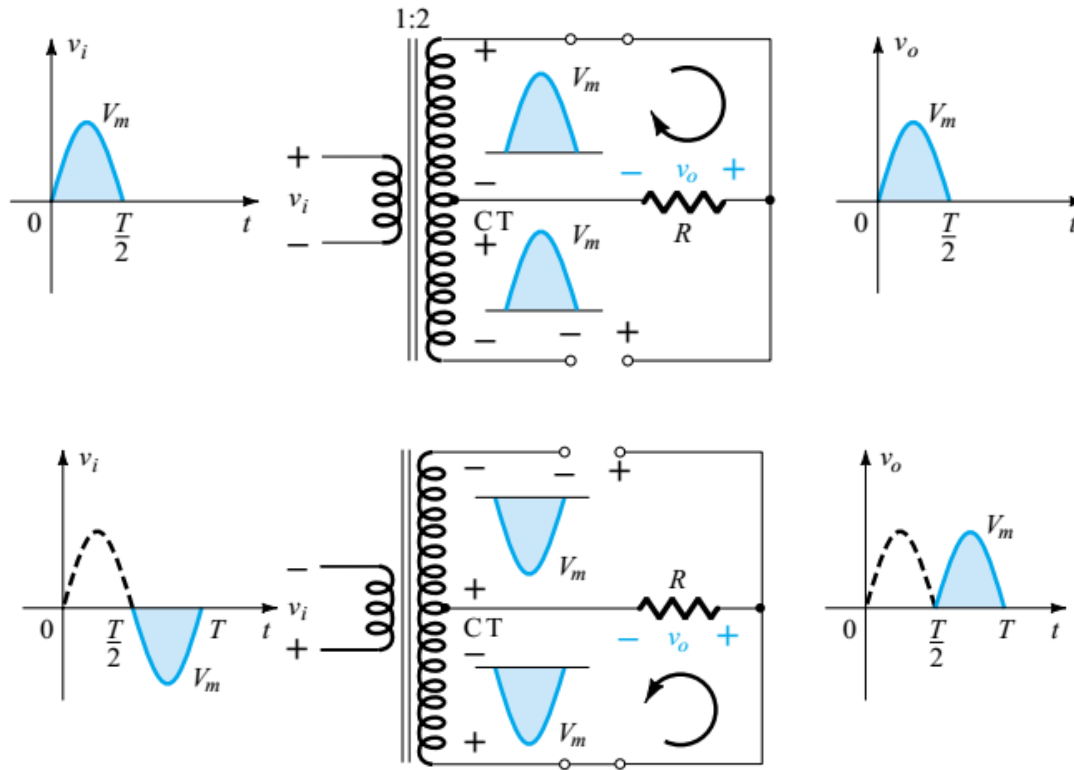 1:2
v_i
V_m
0
T/2
t
+
v_i
−
+
V_m
−
CT
+
V_m
−
− +
− v_o +
R
v_o
V_m
0
T/2
t
v_i
0
T/2
T
t
V_m
−
v_i
+
−
− +
V_m
+
CT
−
V_m
+
R
− v_o +
v_o
V_m
0
T/2
T
t